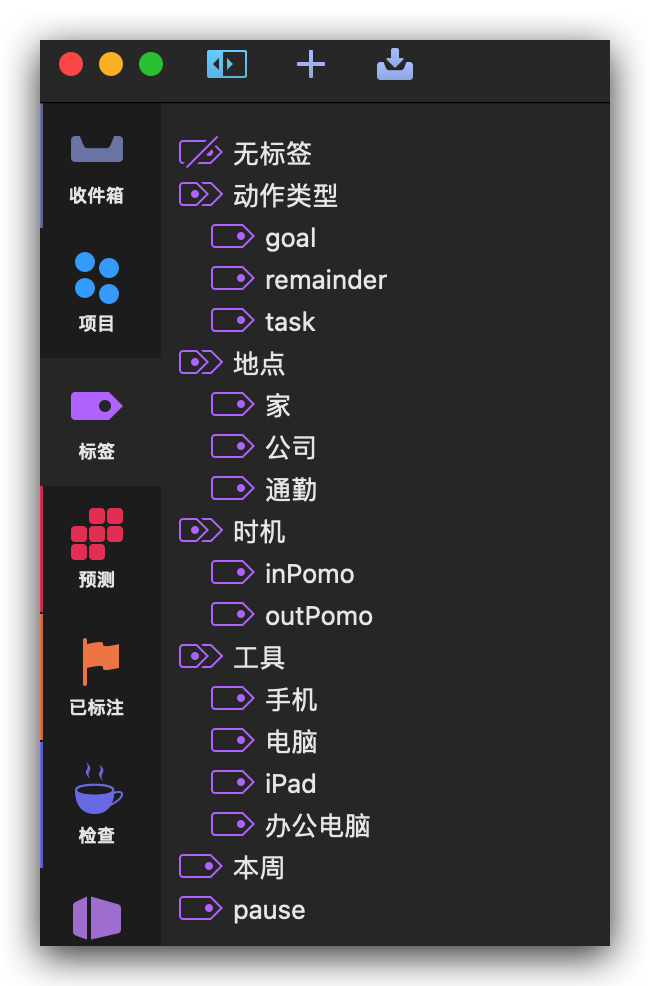 收件箱
项目
标签
预测
已标注
检查
无标签
动作类型
goal
remainder
task
地点
家
公司
通勤
时机
inPomo
outPomo
工具
手机
电脑
iPad
办公电脑
本周
pause